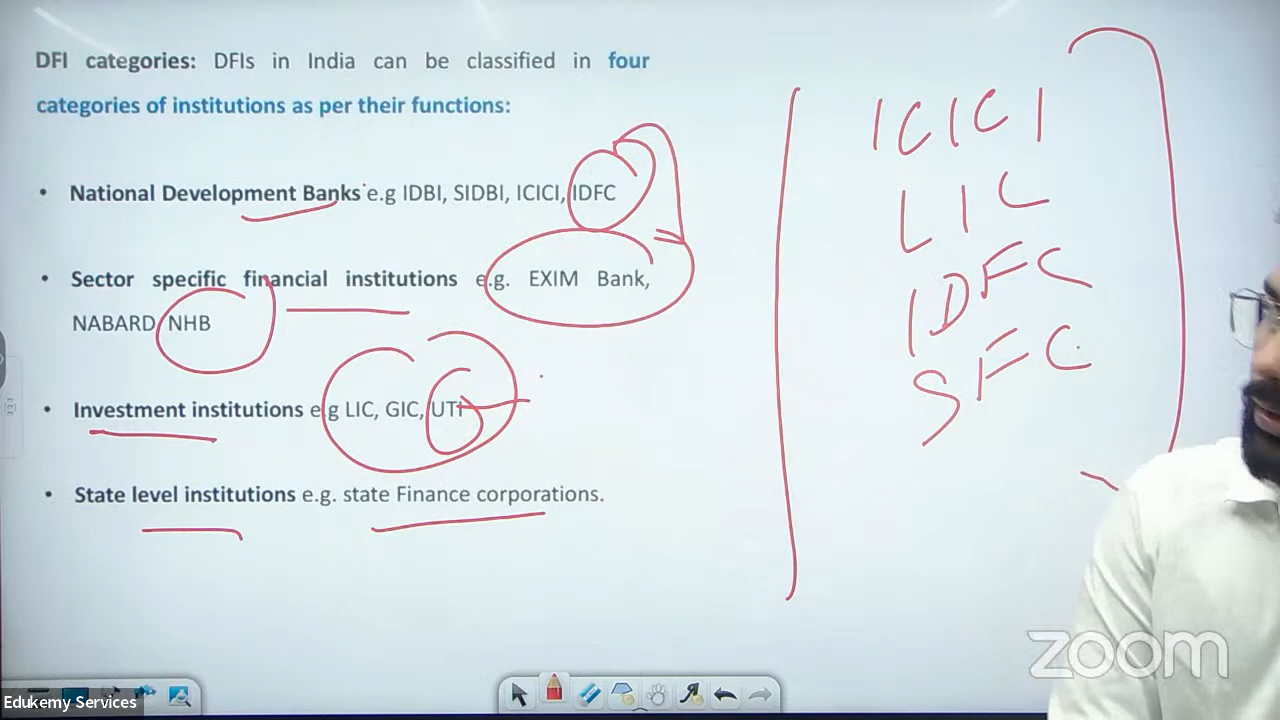 DFI categories: DFIs in India can be classified in four
categories of institutions as per their functions:
• National Development Banks e.g IDBI, SIDBI, ICICI, IDFC
• Sector specific financial institutions e.g. EXIM Bank,
NABARD, NHB
• Investment institutions e.g LIC, GIC, UTI
• State level institutions e.g. state Finance corporations.
ICICI
LIC
IDFC
SFC
zoom
Edukemy Services